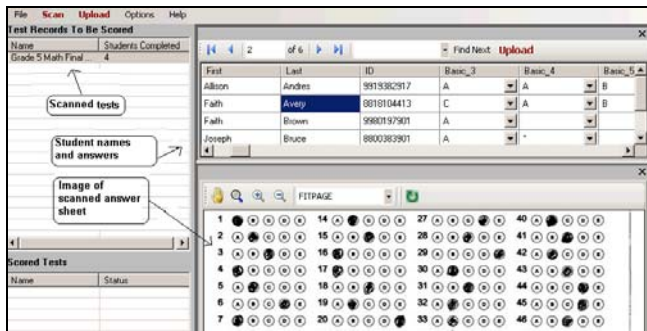 File Scan Upload Options Help
Test Records To Be Scored
Name Students Completed
Grade 5 Math Final ... 4
Scanned tests
Student names
and answers
Image of
scanned answer
sheet
Scored Tests
Name Status
2 of 6 Find Next Upload
First Last ID Basic_3 Basic_4 Basic_5
Allison Andres 9919382917 A A B
Faith Avery 8818104413 C A B
Faith Brown 9980197901 A
Joseph Bruce 8800383901 A *
FITPAGE
1 14 27 40
2 15 28 41
3 16 29 42
4 17 30 43
5 18 31 44
6 19 32 45
7 20 33 46